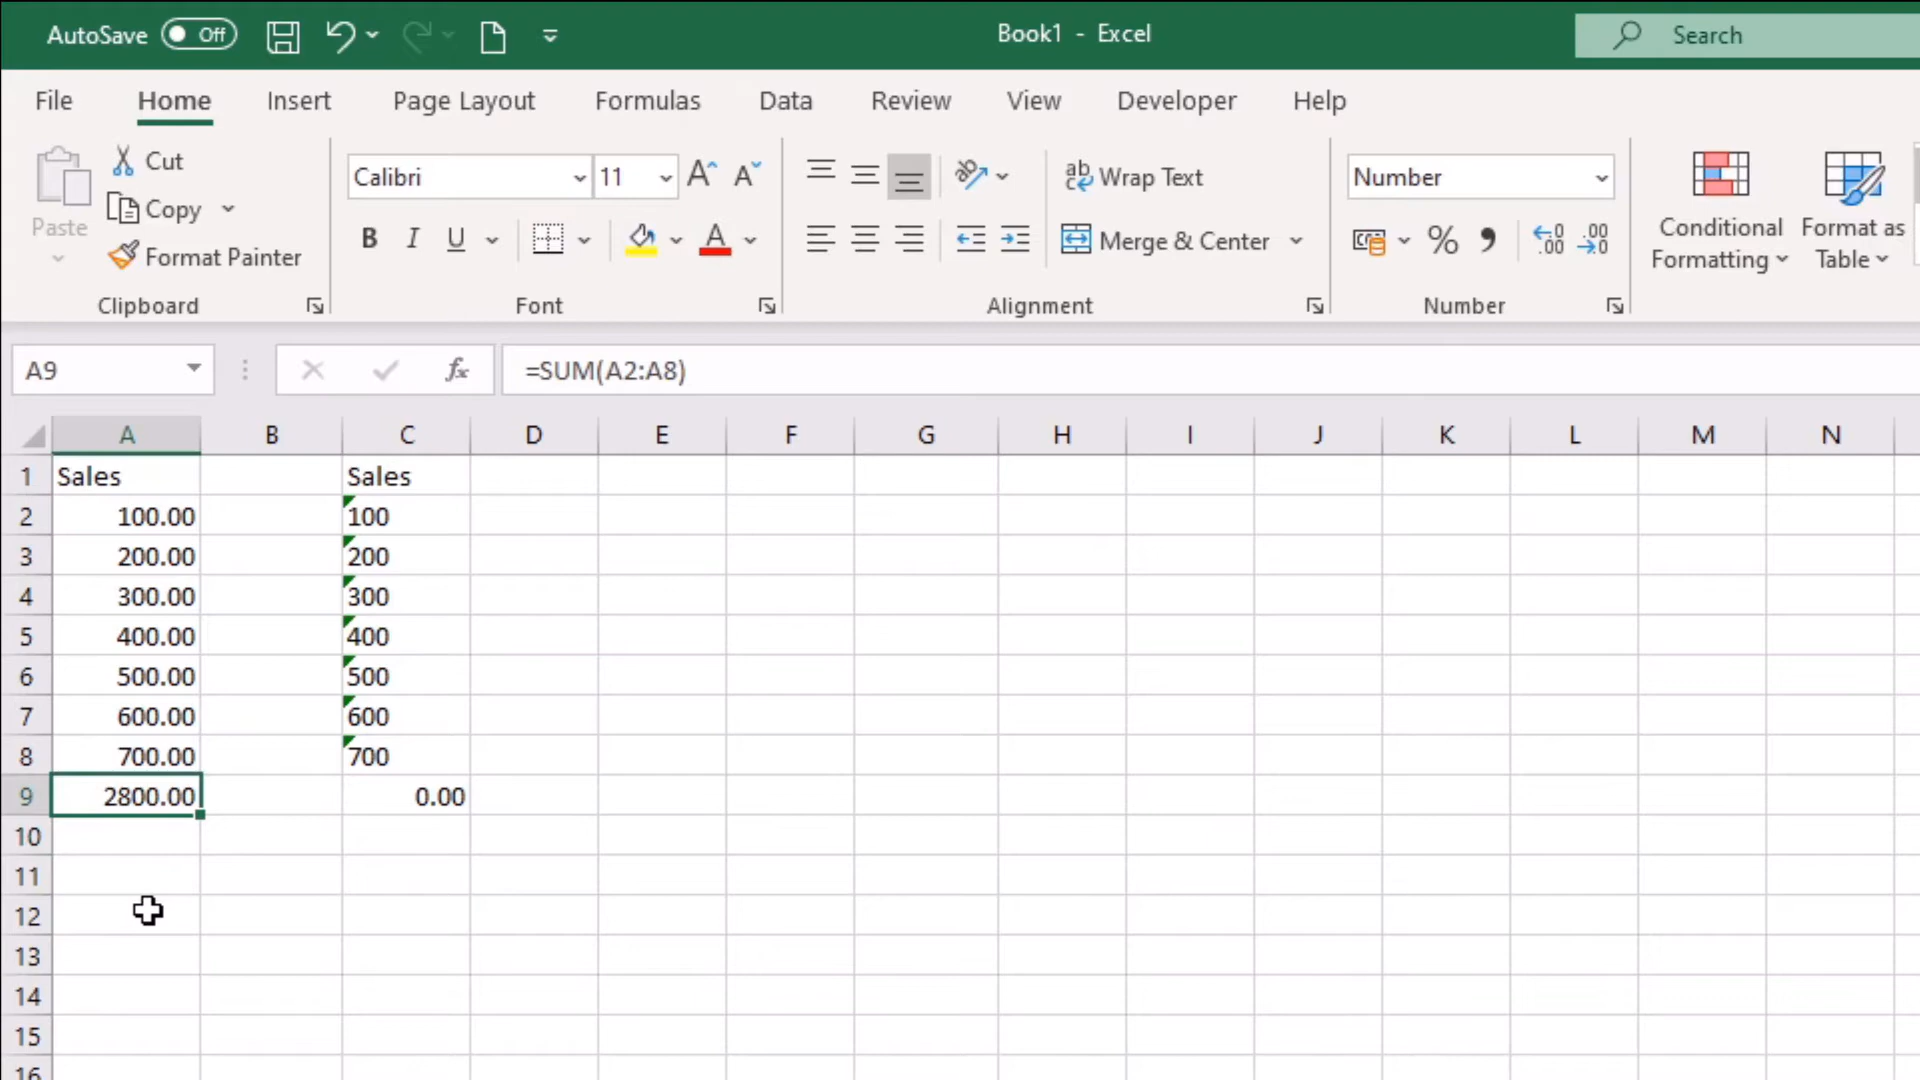 AutoSave Off Book1 - Excel Search
File Home Insert Page Layout Formulas Data Review View Developer Help
Paste
Cut
Copy
Format Painter
Clipboard
Calibri 11
B I U A
Font
Wrap Text
Merge & Center
Alignment
Number
% 9 .00 .00
Number
Conditional
Formatting
Format as
Table
A9 fx =SUM(A2:A8)
A B C D E F G H I J K L M N
1 Sales Sales
2 100.00 100
3 200.00 200
4 300.00 300
5 400.00 400
6 500.00 500
7 600.00 600
8 700.00 700
9 2800.00 0.00
10
11
12
13
14
15
16